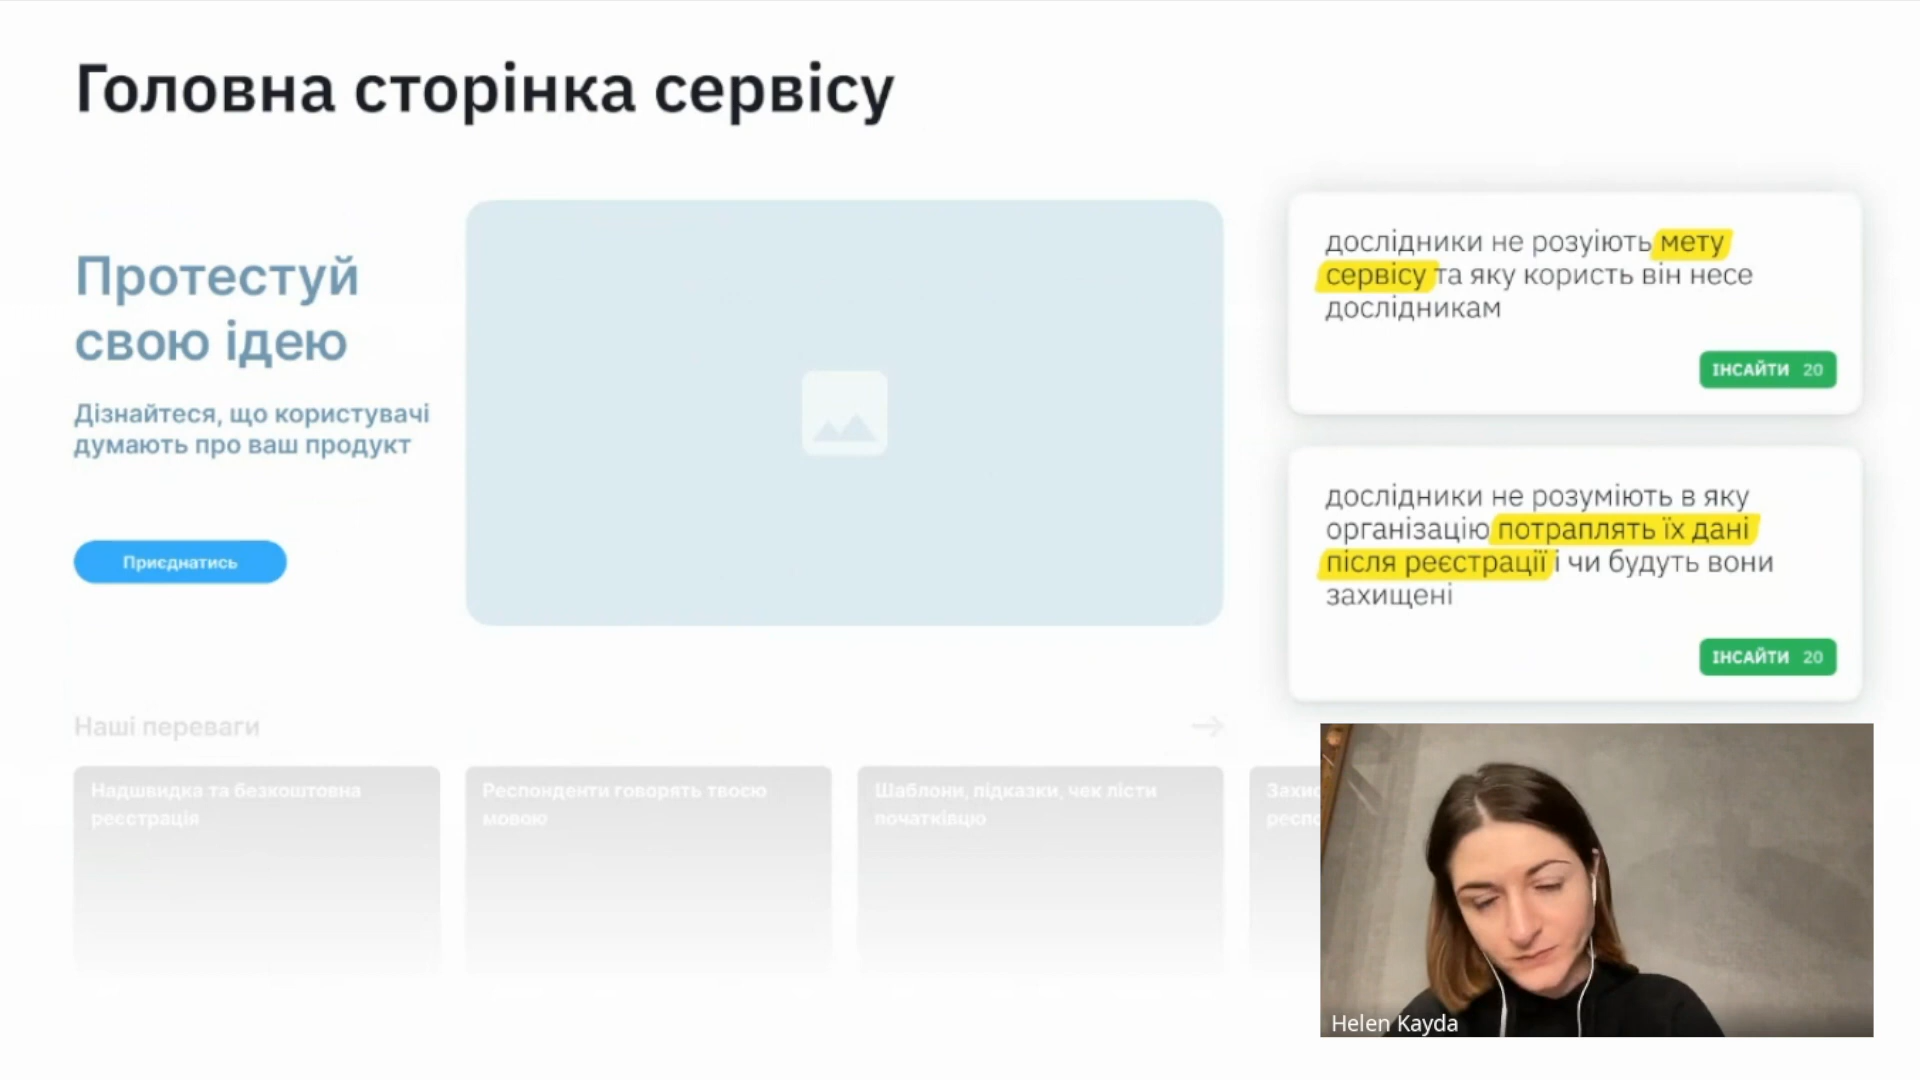 Головна сторінка сервісу
Протестуй
свою ідею
Дізнайтеся, що користувачі
думають про ваш продукт
Приєднатись
дослідники не розуіють мету
сервісу та яку користь він несе
дослідникам
ІНСАЙТИ 20
дослідники не розуміють в яку
організацію потраплять їх дані
після реєстрації і чи будуть вони
захищені
ІНСАЙТИ 20
Наші переваги
Надшвидка та безкоштовна
реєстрація
Респонденти говорять твоєю
мовою
Шаблони, підказки, чек лісти
початківцю
Helen Kayda